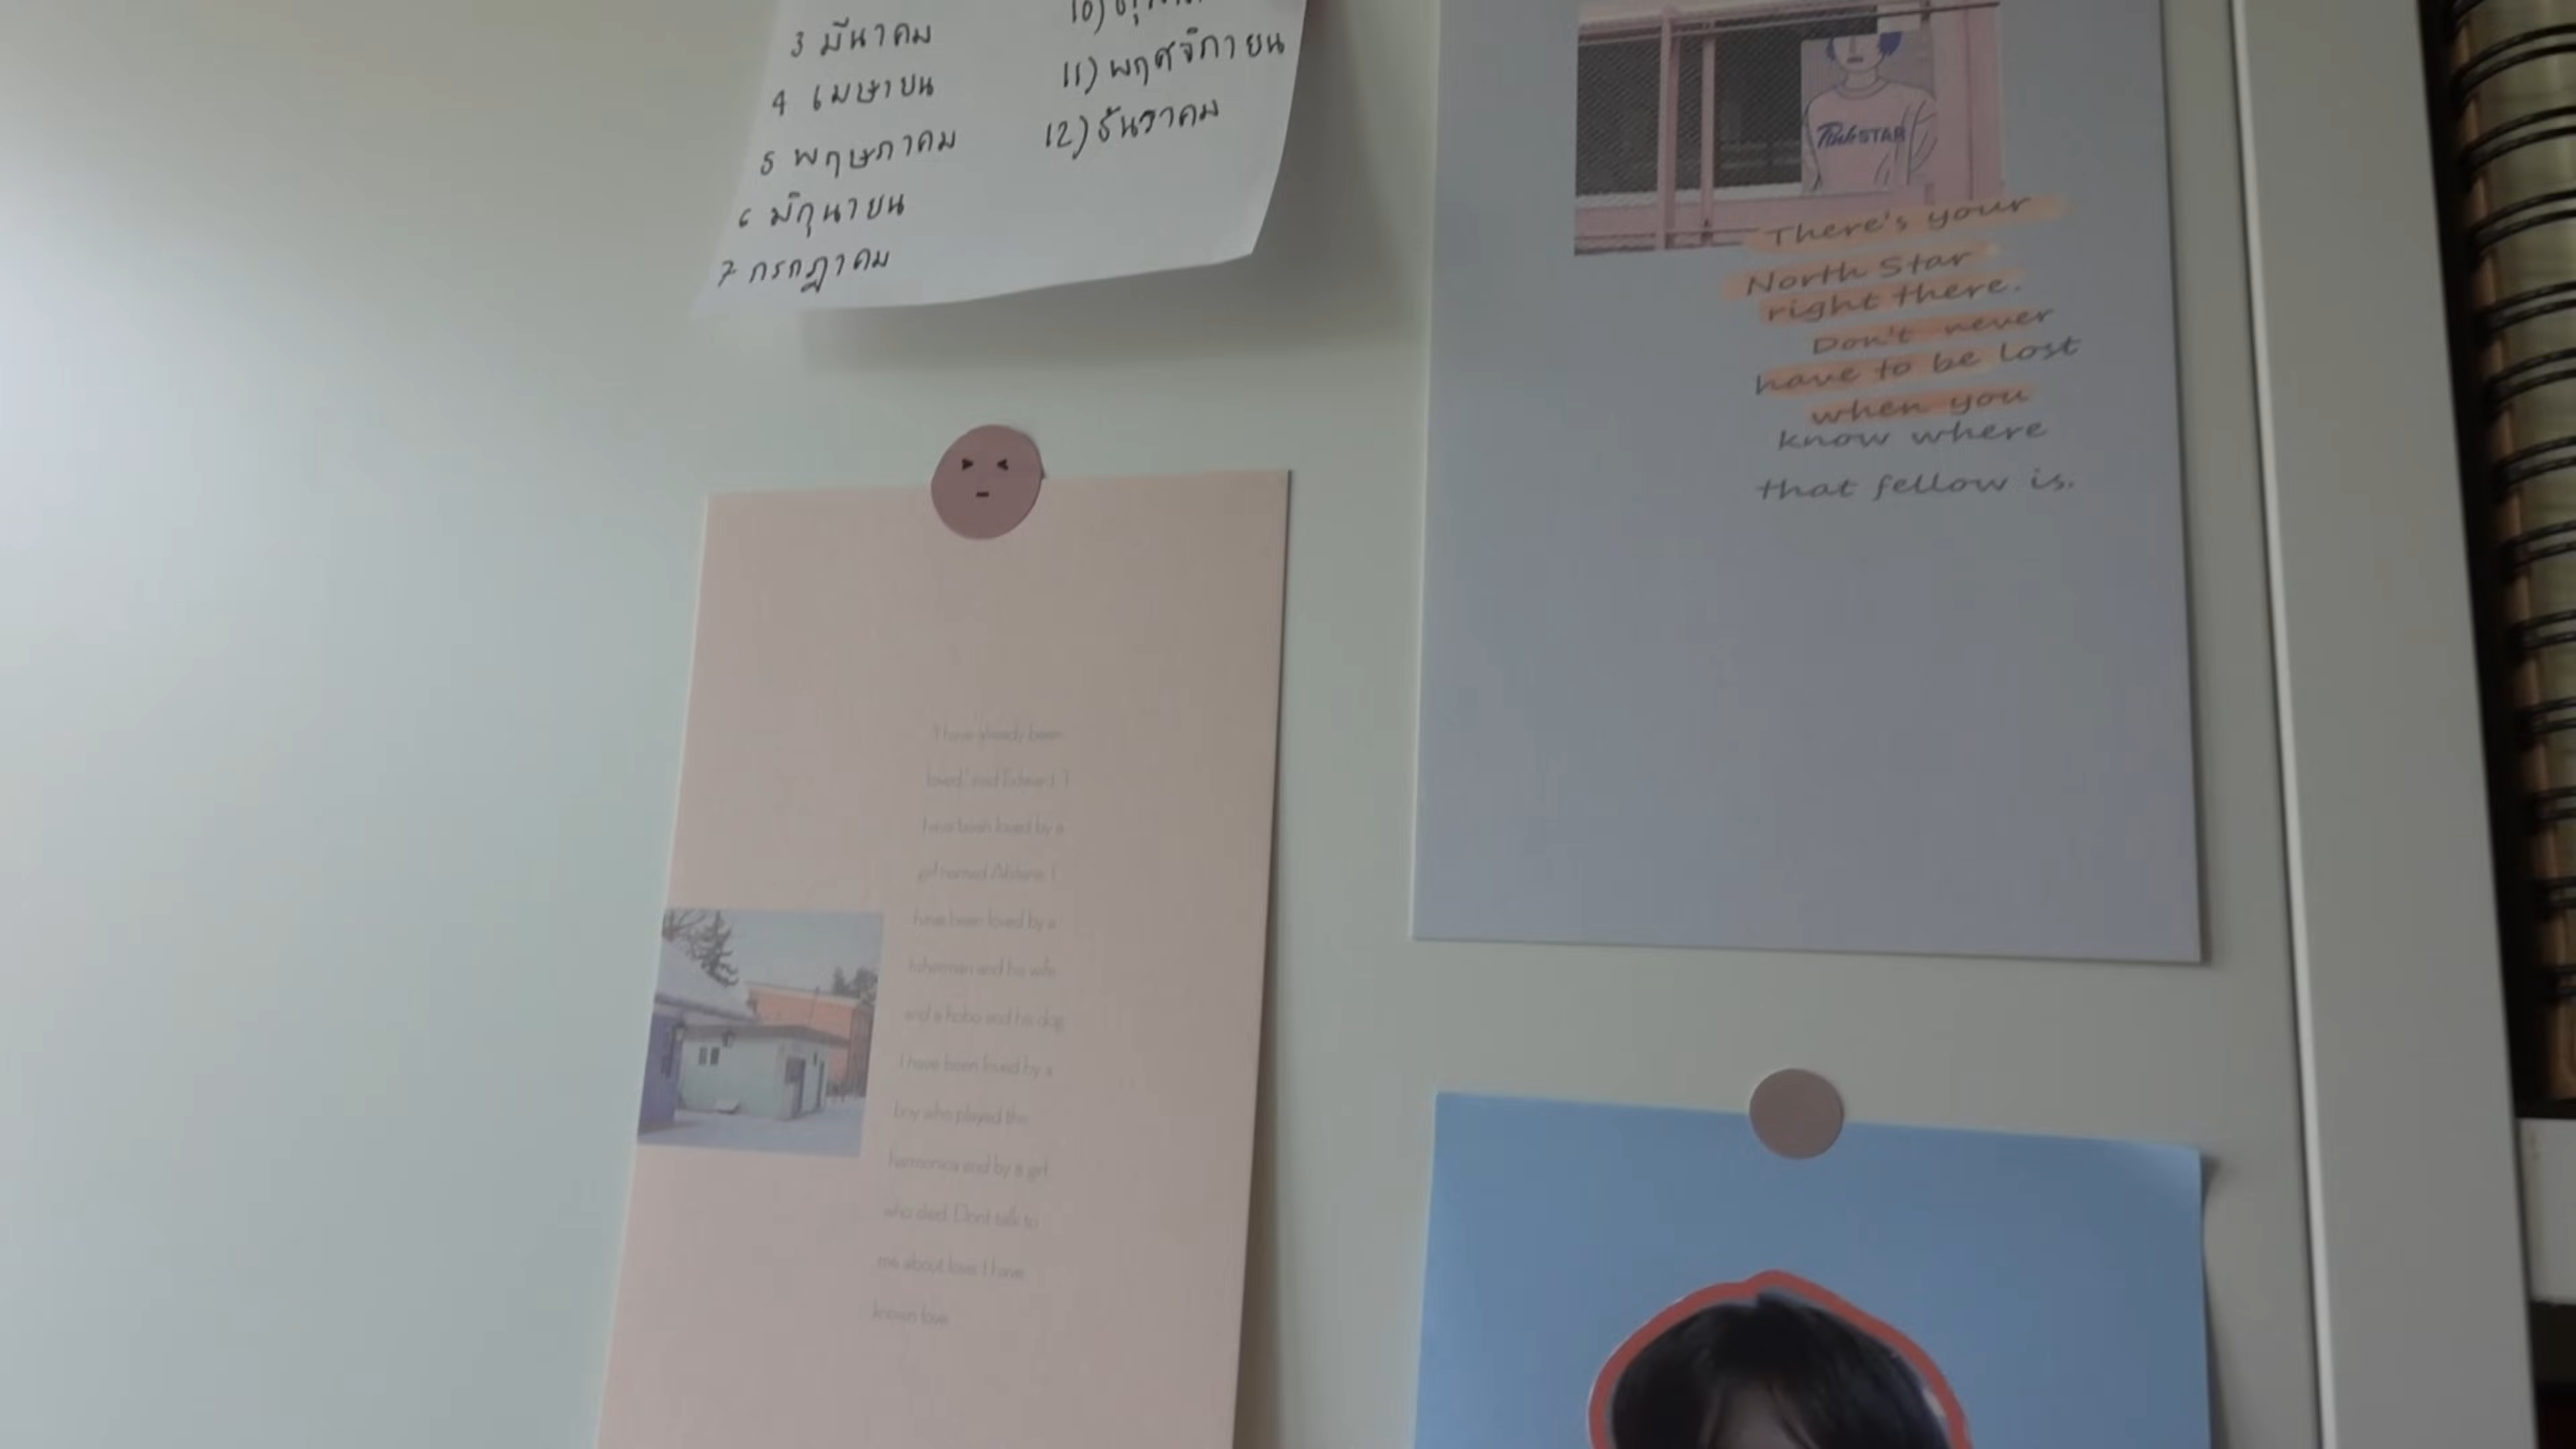 3 มีนาคม
4 เมษายน
5 พฤษภาคม
6 มิถุนายน
7 กรกฎาคม
10)
11) พฤศจิกายน
12) ธันวาคม
Pink STAR
There's your
North Star
right there.
Don't never
have to be lost
when you
know where
that fellow is.
I have already been
loved,' said Edward. 'I
have been loved by a
girl named Abilene. I
have been loved by a
fisherman and his wife
and a hobo and his dog.
I have been loved by a
boy who played the
harmonica and by a girl
who died. Don't talk to
me about love. I have
known love